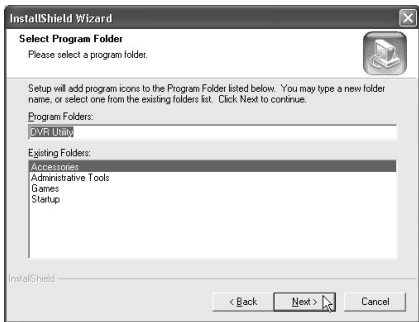 InstallShield Wizard
Select Program Folder
Please select a program folder.
Setup will add program icons to the Program Folder listed below. You may type a new folder
name, or select one from the existing folders list. Click Next to continue.
Program Folders:
DVR Utility
Existing Folders:
Accessories
Administrative Tools
Games
Startup
InstallShield
< Back
Next >
Cancel